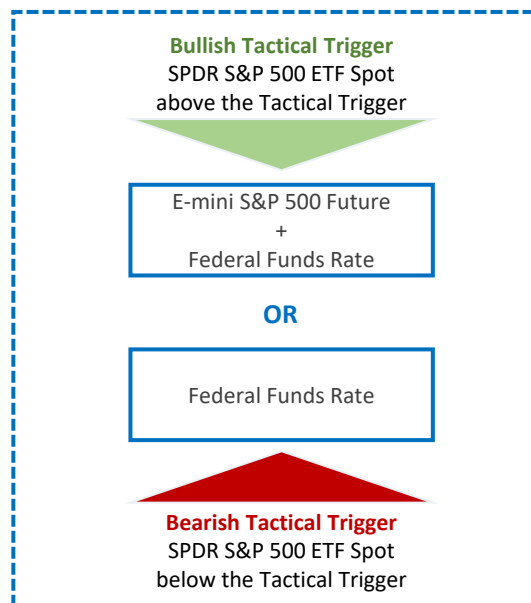 Bullish Tactical Trigger
SPDR S&P 500 ETF Spot
above the Tactical Trigger
E-mini S&P 500 Future
+
Federal Funds Rate
OR
Federal Funds Rate
Bearish Tactical Trigger
SPDR S&P 500 ETF Spot
below the Tactical Trigger